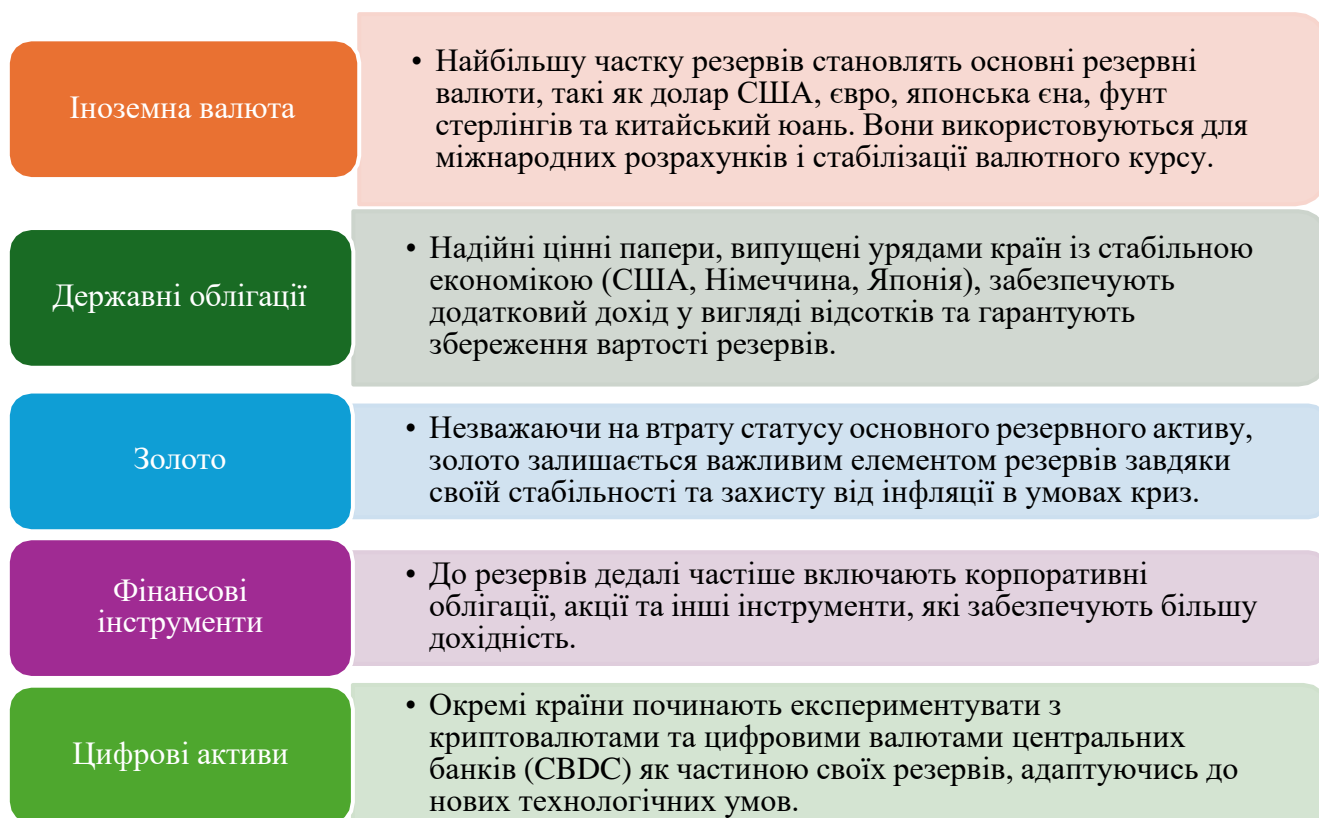 Іноземна валюта
• Найбільшу частку резервів становлять основні резервні
валюти, такі як долар США, євро, японська єна, фунт
стерлінгів та китайський юань. Вони використовуються для
міжнародних розрахунків і стабілізації валютного курсу.
Державні облігації
• Надійні цінні папери, випущені урядами країн із стабільною
економікою (США, Німеччина, Японія), забезпечують
додатковий дохід у вигляді відсотків та гарантують
збереження вартості резервів.
Золото
• Незважаючи на втрату статусу основного резервного активу,
золото залишається важливим елементом резервів завдяки
своїй стабільності та захисту від інфляції в умовах криз.
Фінансові
інструменти
• До резервів дедалі частіше включають корпоративні
облігації, акції та інші інструменти, які забезпечують більшу
дохідність.
Цифрові активи
• Окремі країни починають експериментувати з
криптовалютами та цифровими валютами центральних
банків (CBDC) як частиною своїх резервів, адаптуючись до
нових технологічних умов.